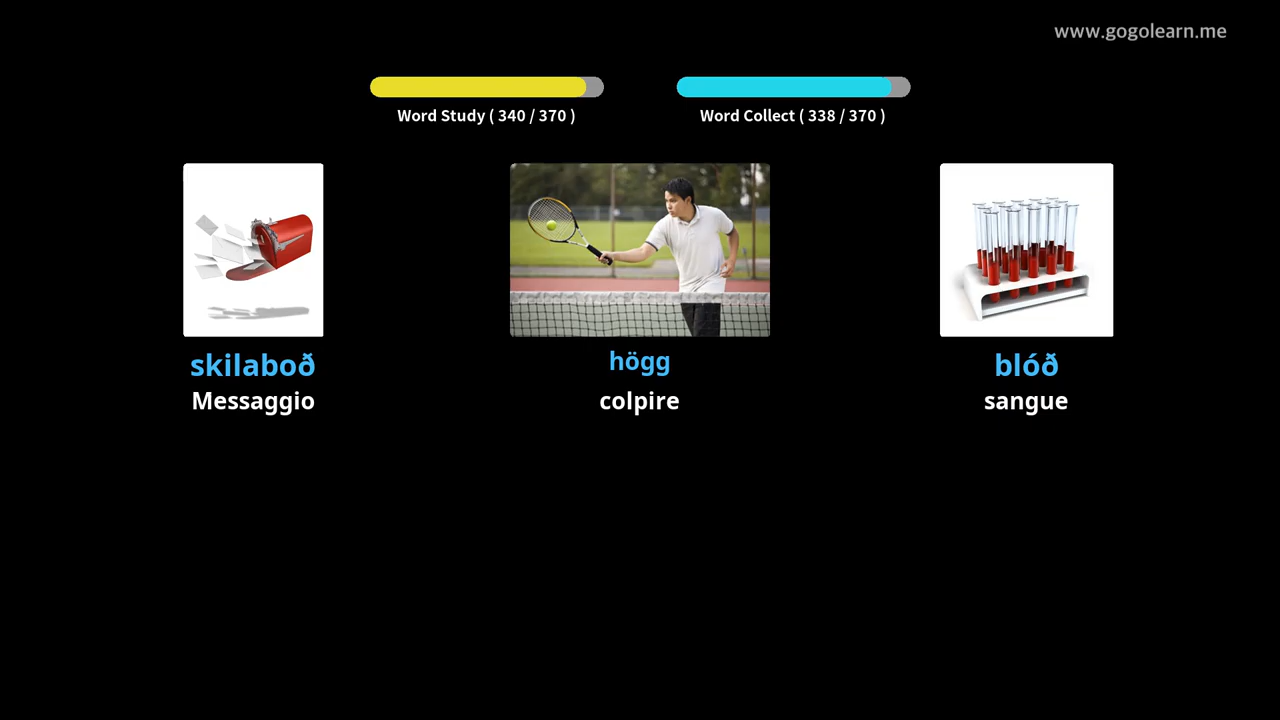 www.gogolearn.me
Word Study ( 340 / 370 )
Word Collect ( 338 / 370 )
skilaboð
Messaggio
högg
colpire
blóð
sangue